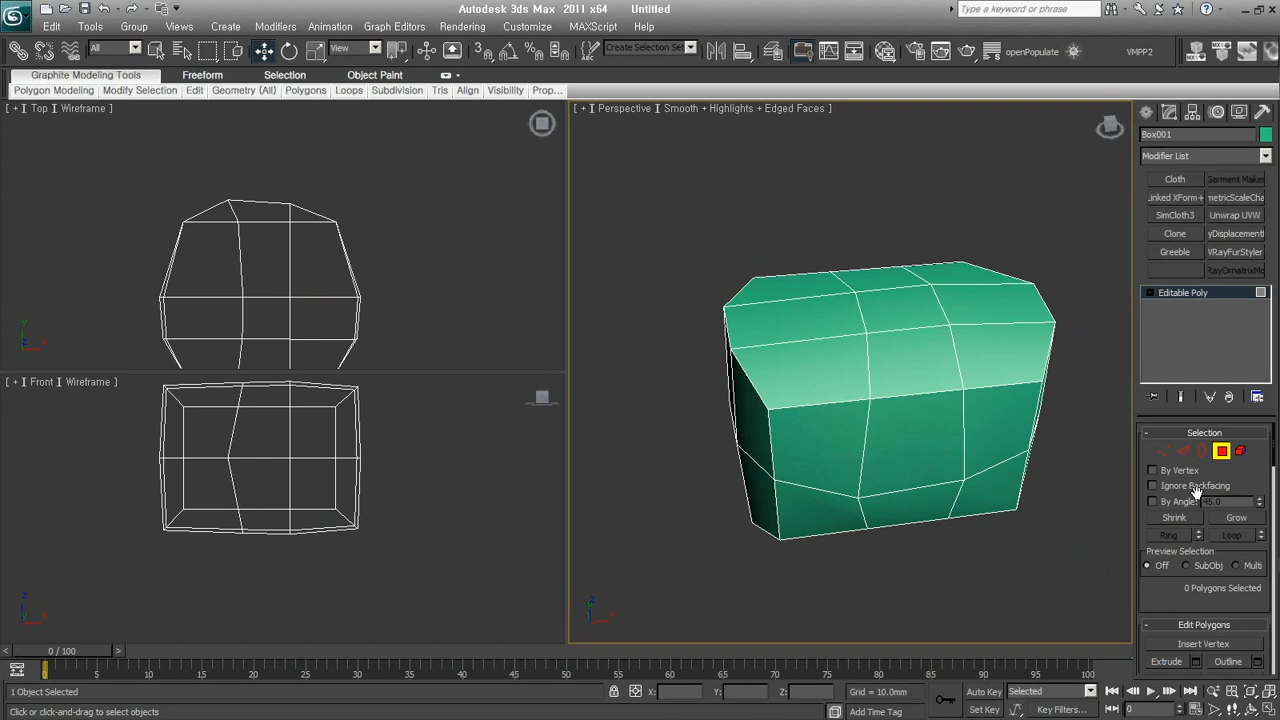 Autodesk 3ds Max 2011 x64 Untitled
Type a keyword or phrase
Edit Tools Group Views Create Modifiers Animation Graph Editors Rendering Customize MAXScript Help
All View Create Selection Set openPopulate VMPP2
Graphite Modeling Tools Freeform Selection Object Paint
Polygon Modeling Modify Selection Edit Geometry (All) Polygons Loops Subdivision Tris Align Visibility Prop...
[ + ] Top ] Wireframe ]
[ + ] Perspective ] Smooth + Highlights + Edged Faces ]
[ + ] Front ] Wireframe ]
Box001
Modifier List
Cloth Garment Maker
Linked XForm+ metricScaleCha
SimCloth3 Unwrap UVW
Clone yDisplacement
Greeble VRayFurStyler
RayOrnatrixMo
Editable Poly
- Selection
By Vertex
Ignore Backfacing
By Angle: 45.0
Shrink Grow
Ring Loop
Preview Selection
Off SubObj Multi
0 Polygons Selected
- Edit Polygons
Insert Vertex
Extrude Outline
< 0 / 100 >
0 5 10 15 20 25 30 35 40 45 50 55 60 65 70 75 80 85 90 95 100
1 Object Selected X: Y: Z: Grid = 10.0mm Auto Key Selected
Click or click-and-drag to select objects Add Time Tag Set Key Key Filters... 0